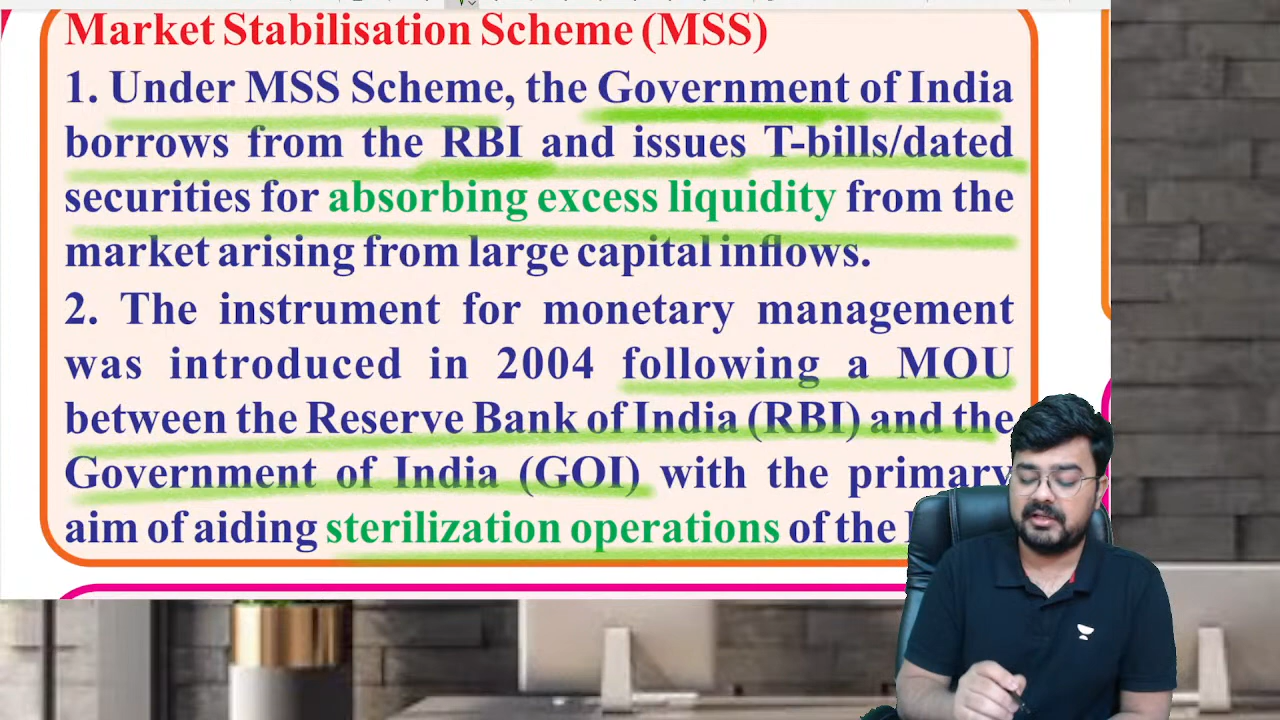 Market Stabilisation Scheme (MSS)
1. Under MSS Scheme, the Government of India
borrows from the RBI and issues T-bills/dated
securities for absorbing excess liquidity from the
market arising from large capital inflows.
2. The instrument for monetary management
was introduced in 2004 following a MOU
between the Reserve Bank of India (RBI) and the
Government of India (GOI) with the primary
aim of aiding sterilization operations of the